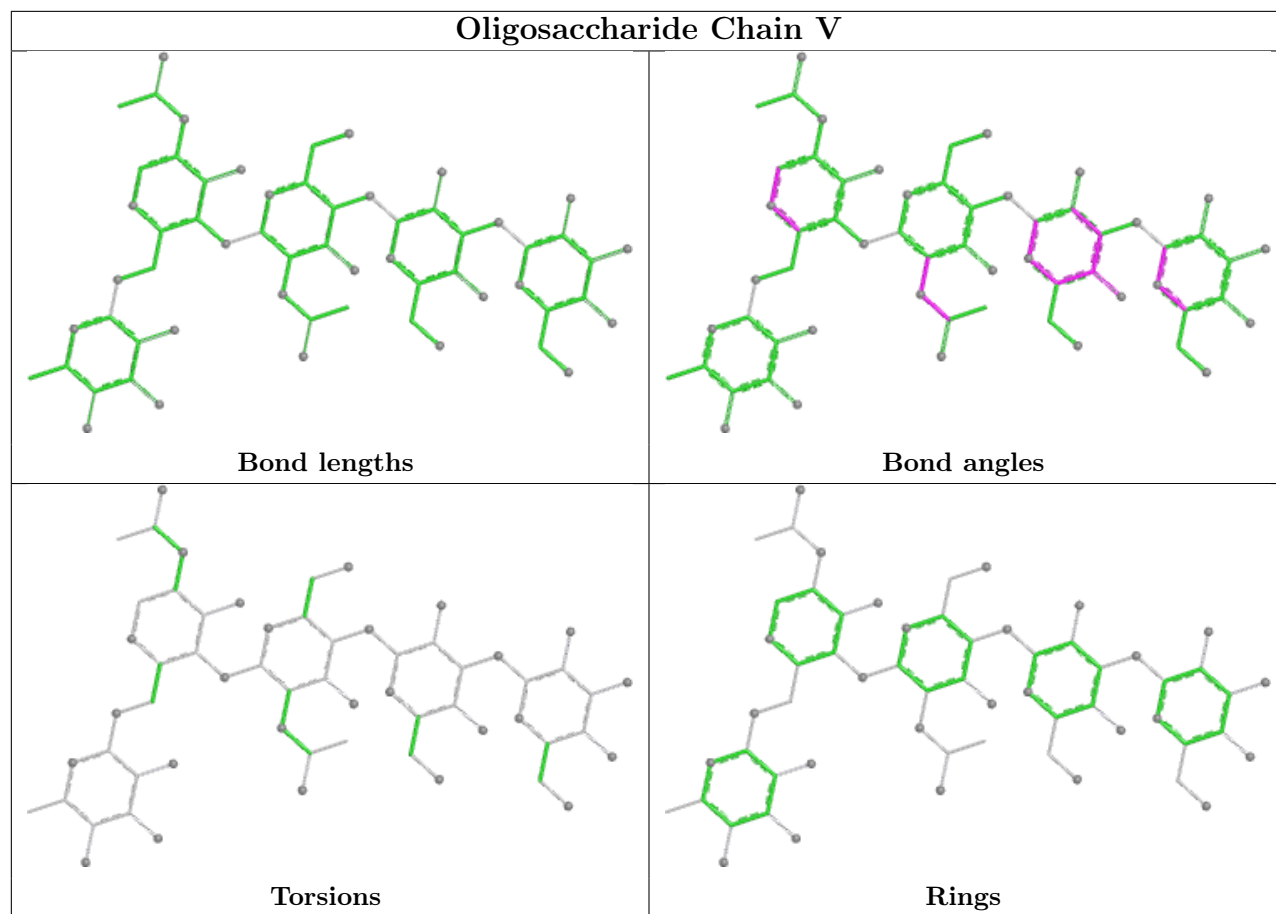 Oligosaccharide Chain V
Bond lengths
Bond angles
Torsions
Rings